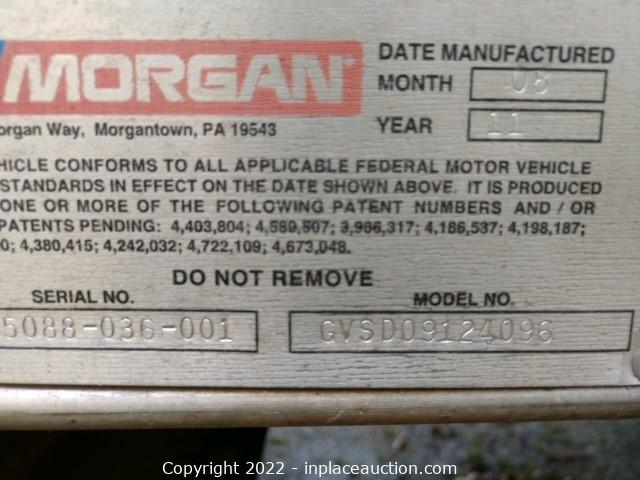 MORGAN®
DATE MANUFACTURED
MONTH 08
organ Way, Morgantown, PA 19543
YEAR 11
HICLE CONFORMS TO ALL APPLICABLE FEDERAL MOTOR VEHICLE
STANDARDS IN EFFECT ON THE DATE SHOWN ABOVE. IT IS PRODUCED
ONE OR MORE OF THE FOLLOWING PATENT NUMBERS AND / OR
PATENTS PENDING: 4,403,804; 4,589,507; 3,986,317; 4,186,537; 4,198,187;
0; 4,380,415; 4,242,032; 4,722,109; 4,673,048.
DO NOT REMOVE
SERIAL NO.
MODEL NO.
5088-036-001
GVSD09124096
Copyright 2022 - inplaceauction.com